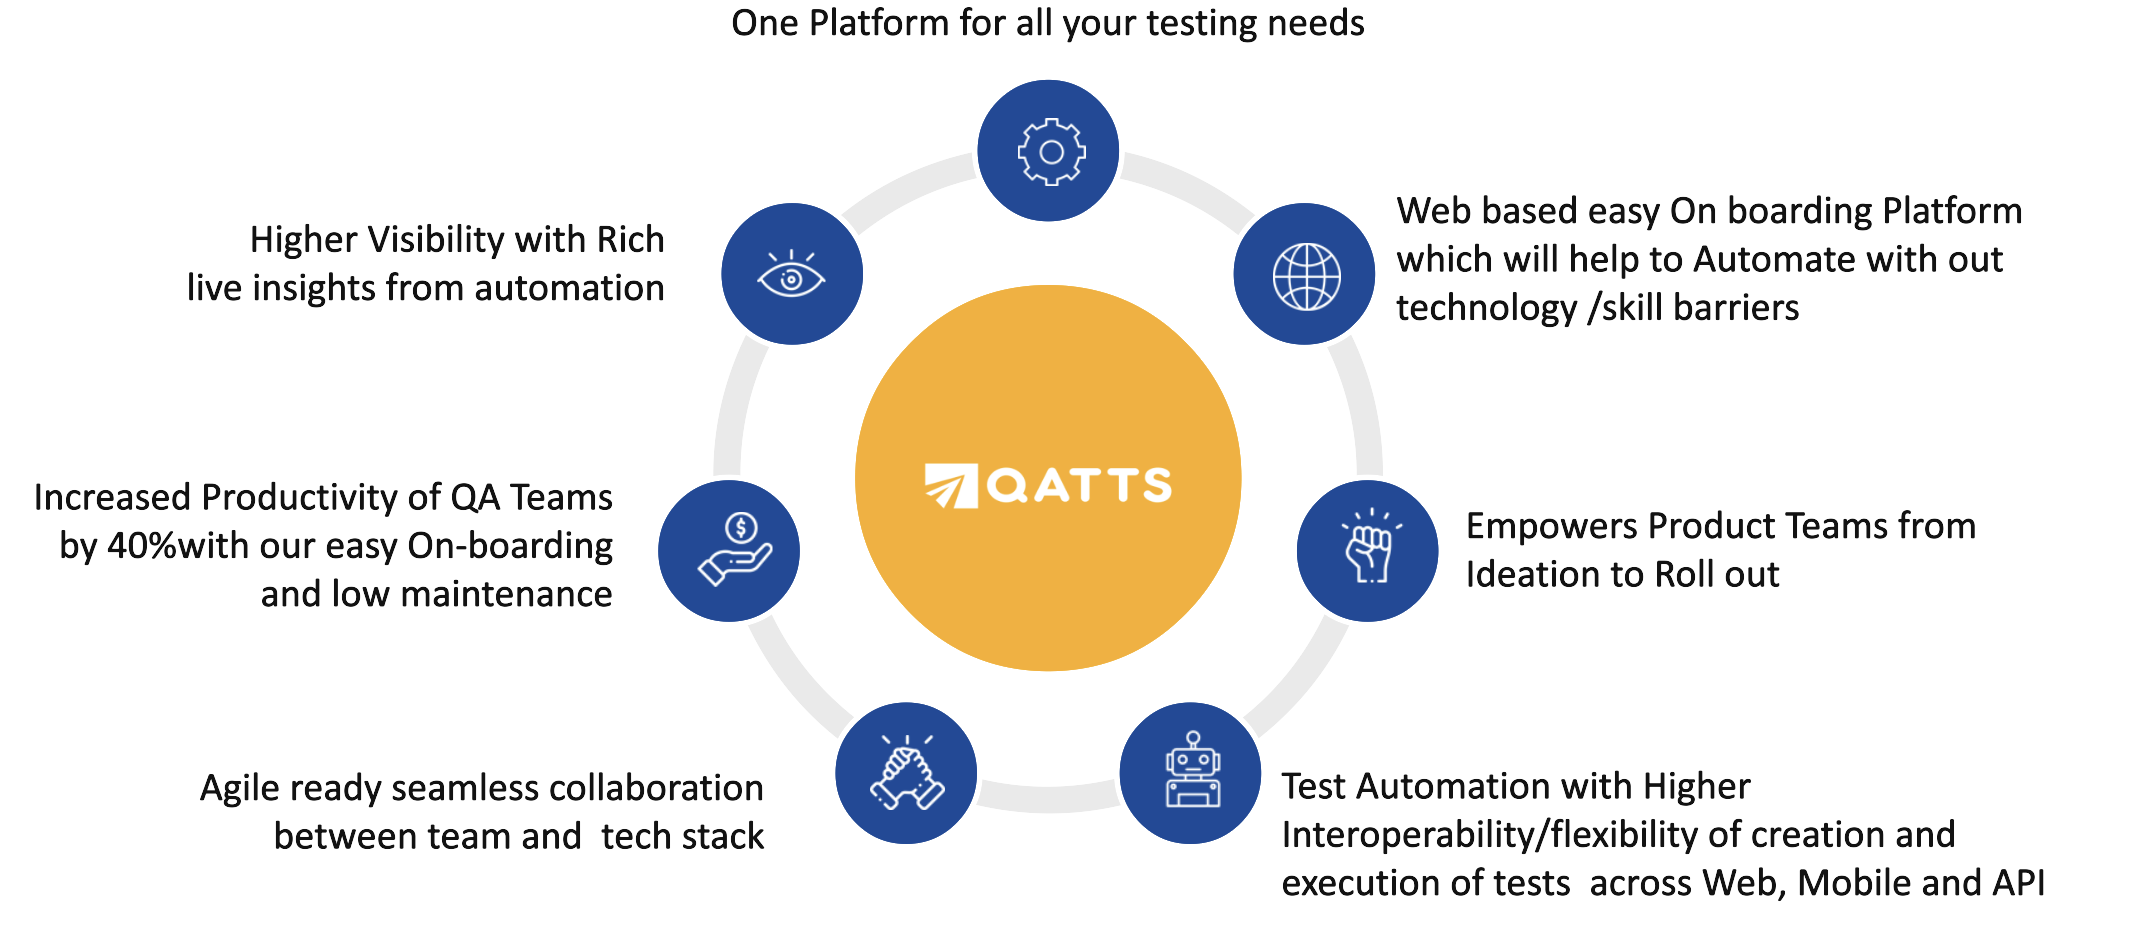 One Platform for all your testing needs
Web based easy On boarding Platform
which will help to Automate with out
technology /skill barriers
Empowers Product Teams from
Ideation to Roll out
Test Automation with Higher
Interoperability/flexibility of creation and
execution of tests  across Web, Mobile and API
Agile ready seamless collaboration
between team and  tech stack
Increased Productivity of QA Teams
by 40%with our easy On-boarding
and low maintenance
Higher Visibility with Rich
live insights from automation
$
QATTS